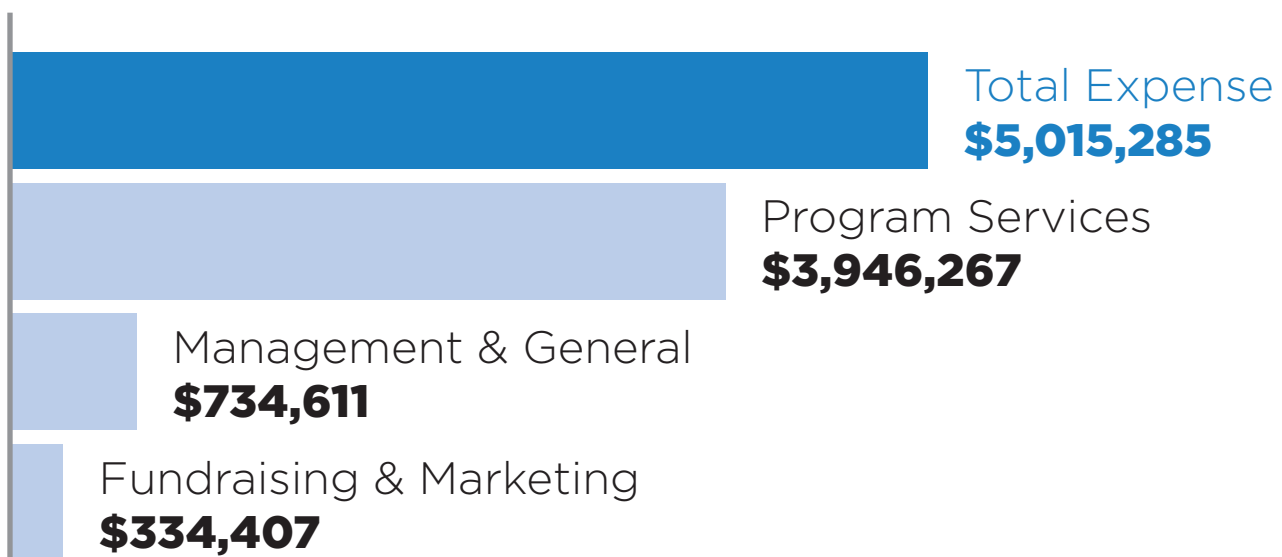 Total Expense
$5,015,285
Program Services
$3,946,267
Management & General
$734,611
Fundraising & Marketing
$334,407